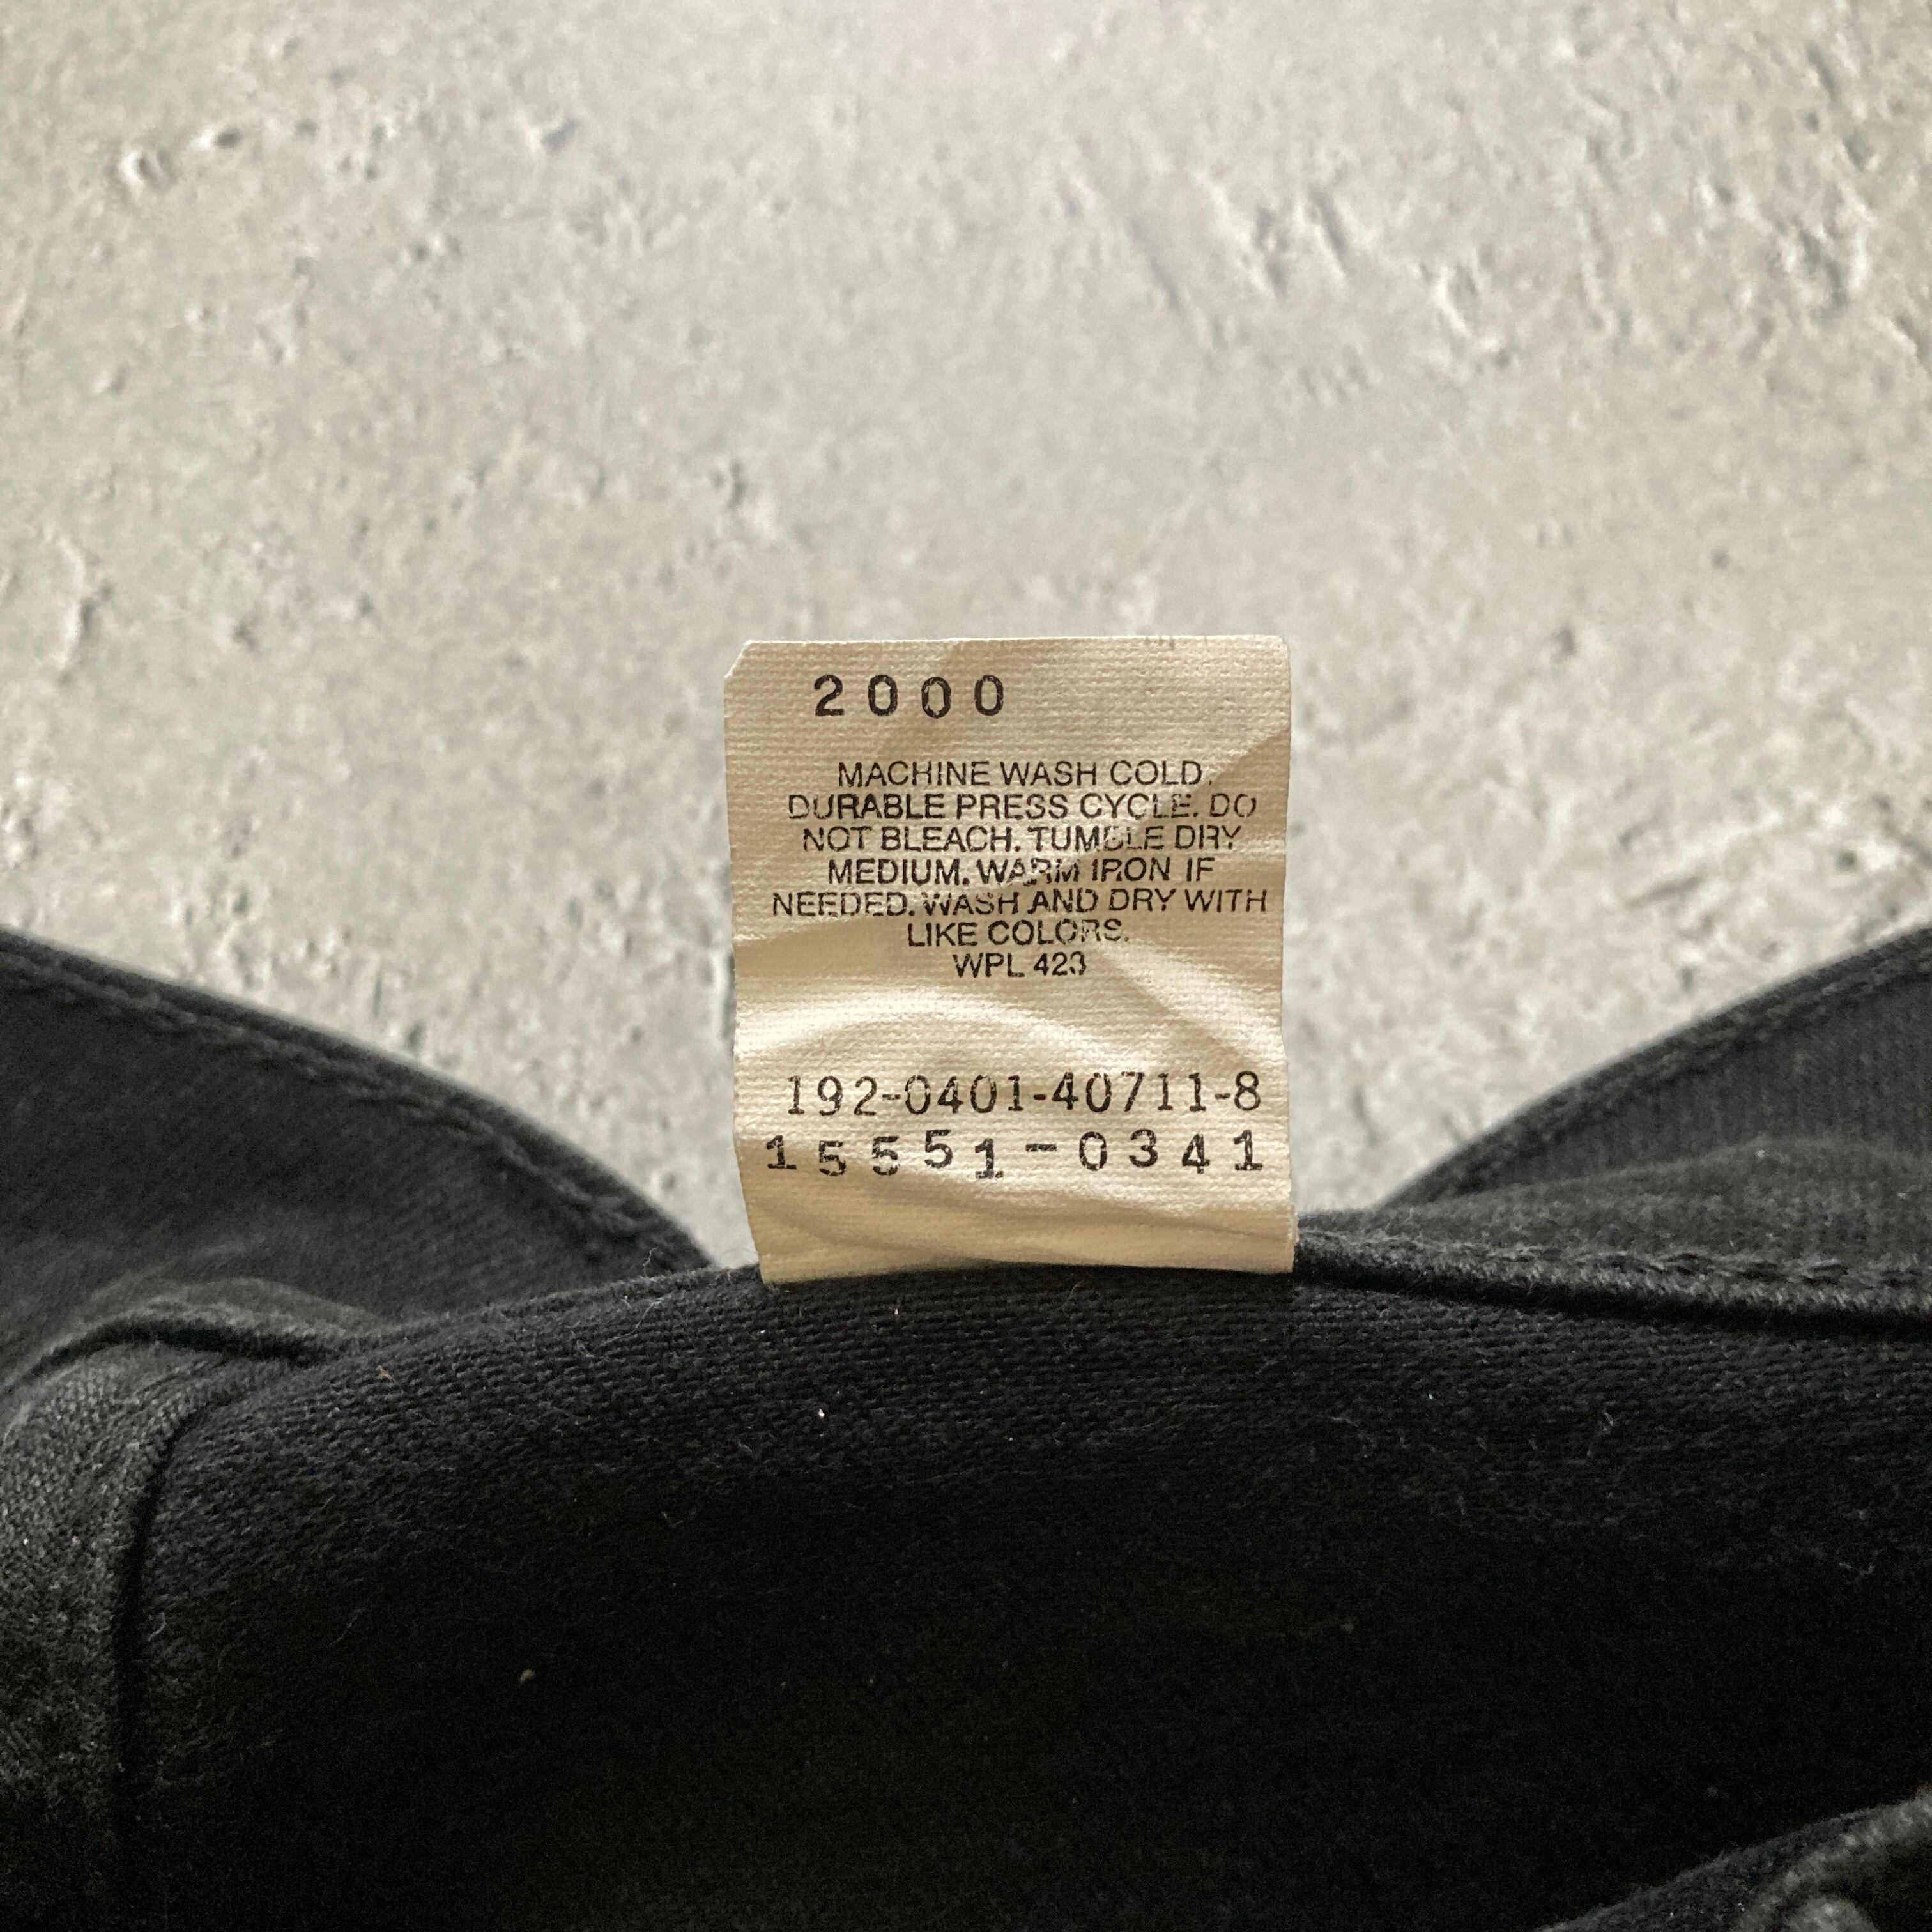 2000
MACHINE WASH COLD.
DURABLE PRESS CYCLE. DO
NOT BLEACH. TUMBLE DRY
MEDIUM. WARM IRON IF
NEEDED. WASH AND DRY WITH
LIKE COLORS.
WPL 423
192-0401-40711-8
15551-0341